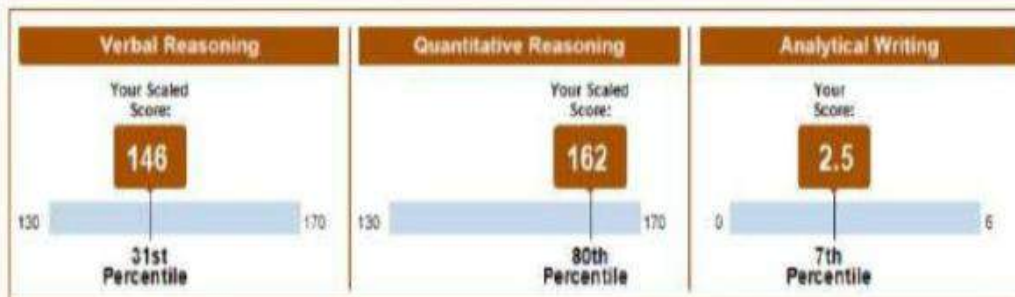 Verbal Reasoning
Your Scaled
Score:
146
130
170
31st
Percentile
Quantitative Reasoning
Your Scaled
Score:
162
130
170
80th
Percentile
Analytical Writing
Your
Score:
2.5
0
6
7th
Percentile